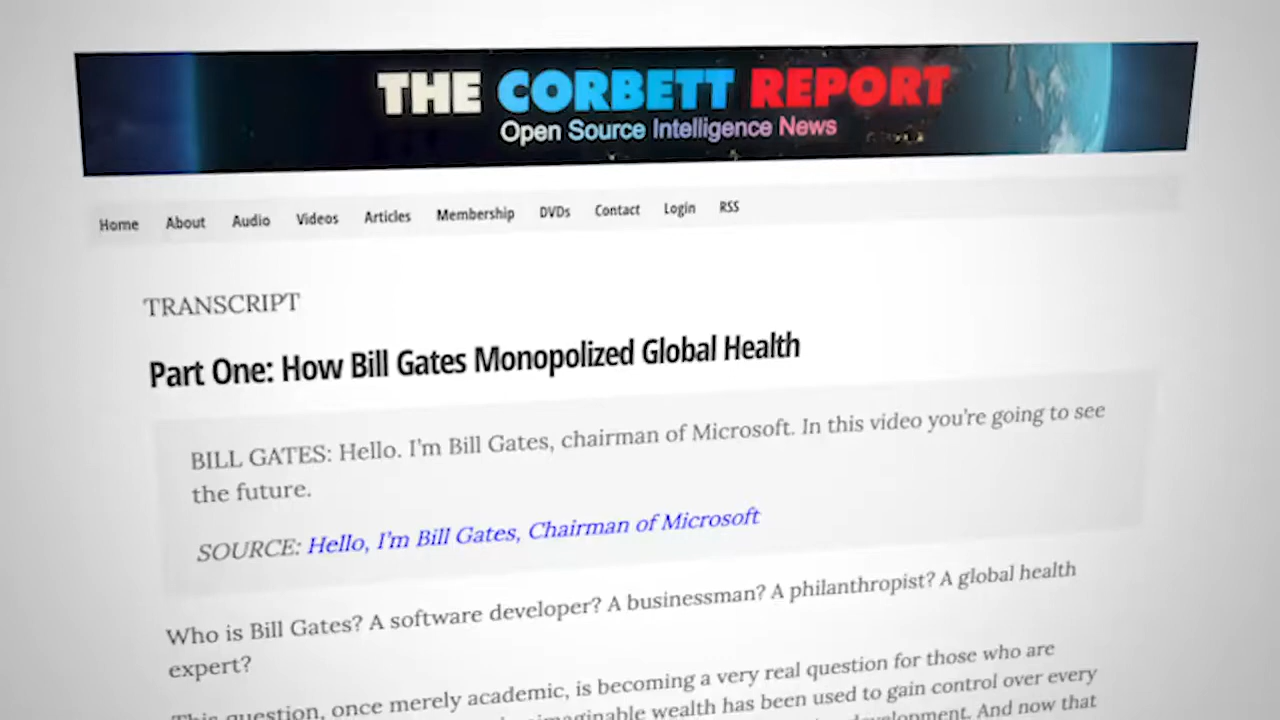 THE CORBETT REPORT
Open Source Intelligence News
Home About Audio Videos Articles Membership DVDs Contact Login RSS
TRANSCRIPT
Part One: How Bill Gates Monopolized Global Health
BILL GATES: Hello. I'm Bill Gates, chairman of Microsoft. In this video you're going to see
the future.
SOURCE: Hello, I'm Bill Gates, Chairman of Microsoft
Who is Bill Gates? A software developer? A businessman? A philanthropist? A global health
expert?
This question, once merely academic, is becoming a very real question for those who are
wealth has been used to gain control over every
And now that